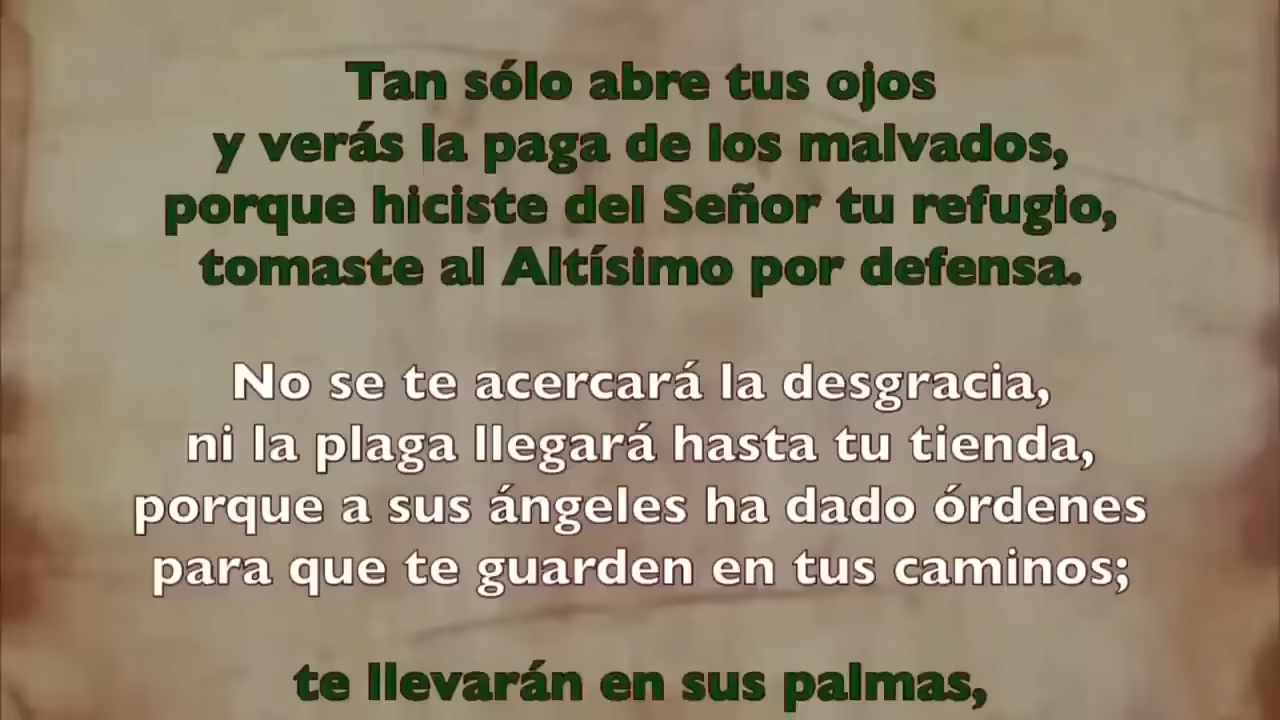 Tan sólo abre tus ojos
y verás la paga de los malvados,
porque hiciste del Señor tu refugio,
tomaste al Altísimo por defensa.
No se te acercará la desgracia,
ni la plaga llegará hasta tu tienda,
porque a sus ángeles ha dado órdenes
para que te guarden en tus caminos;
te llevarán en sus palmas,